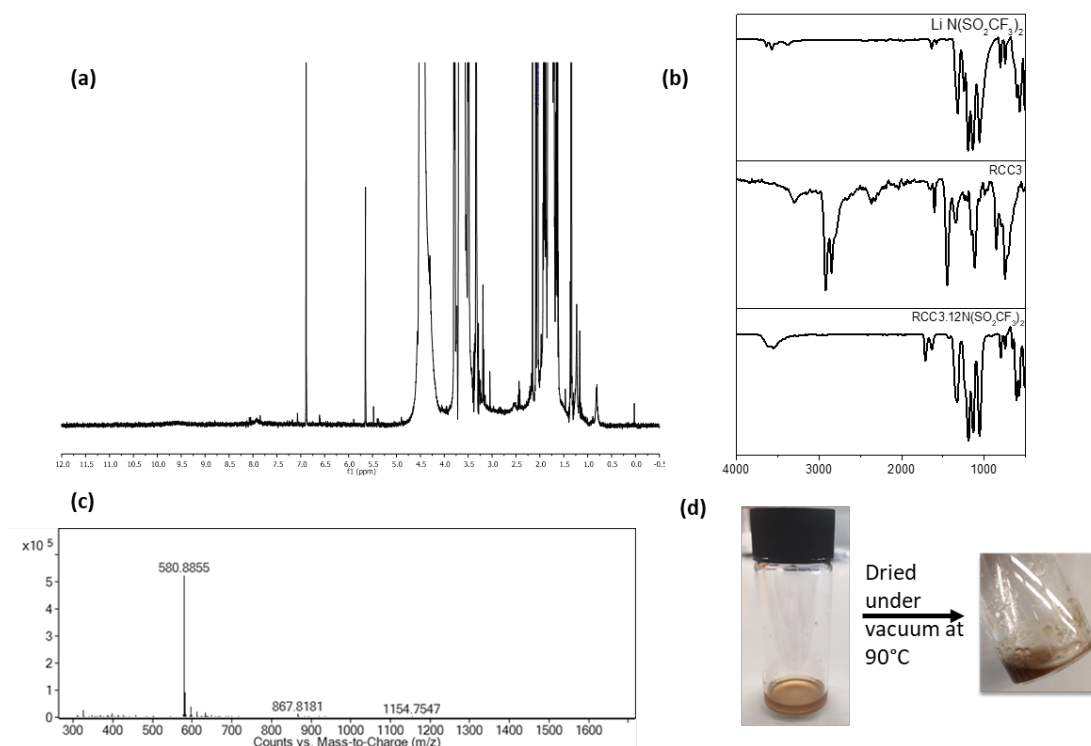 (a)
12.0 11.5 11.0 10.5 10.0 9.5 9.0 8.5 8.0 7.5 7.0 6.5 6.0 5.5 5.0 4.5 4.0 3.5 3.0 2.5 2.0 1.5 1.0 0.5 0.0 -0.5
f1 (ppm)
(b)
Li N(SO2CF3)2
RCC3
RCC3.12N(SO2CF3)2
4000 3000 2000 1000
(c)
x10 5
5
4
3
2
1
0
580.8855
867.8181
1154.7547
300 400 500 600 700 800 900 1000 1100 1200 1300 1400 1500 1600
Counts vs. Mass-to-Charge (m/z)
(d)
Dried
under
vacuum at
90°C